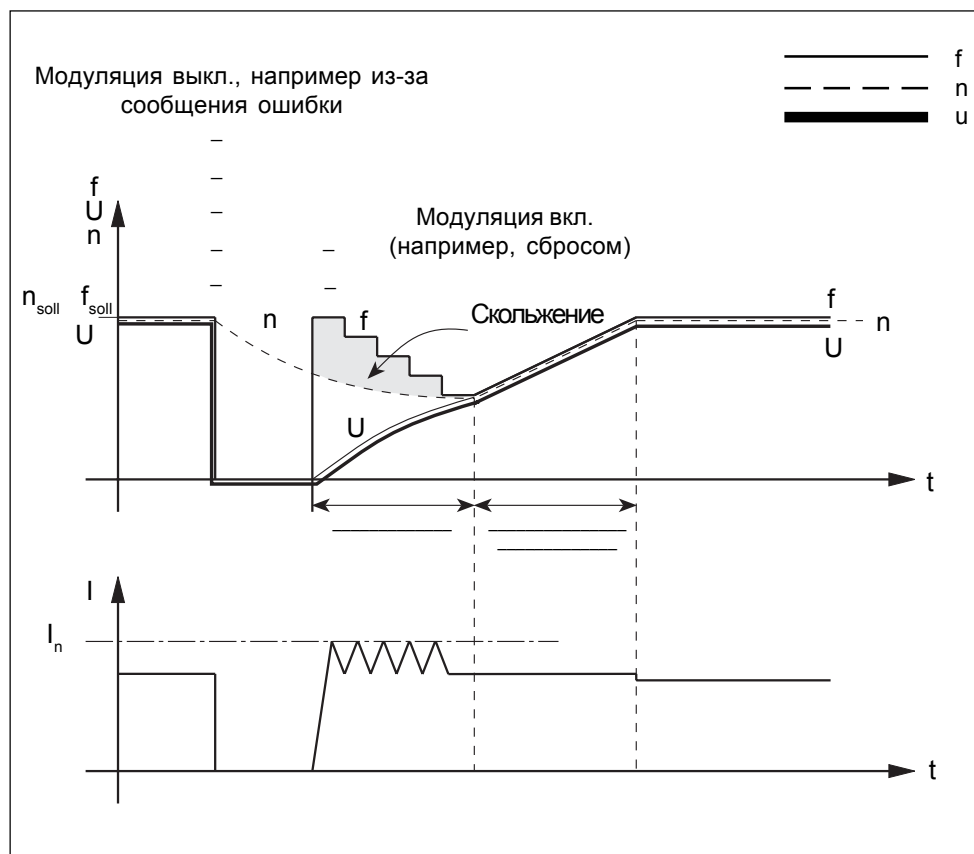 f
n
u
Модуляция выкл., например из-за
сообщения ошибки
f
U
n
Модуляция вкл.
(например, сбросом)
n_soll f_soll
U
n
f
Скольжение
f
n
U
U
t
I
I_n
t